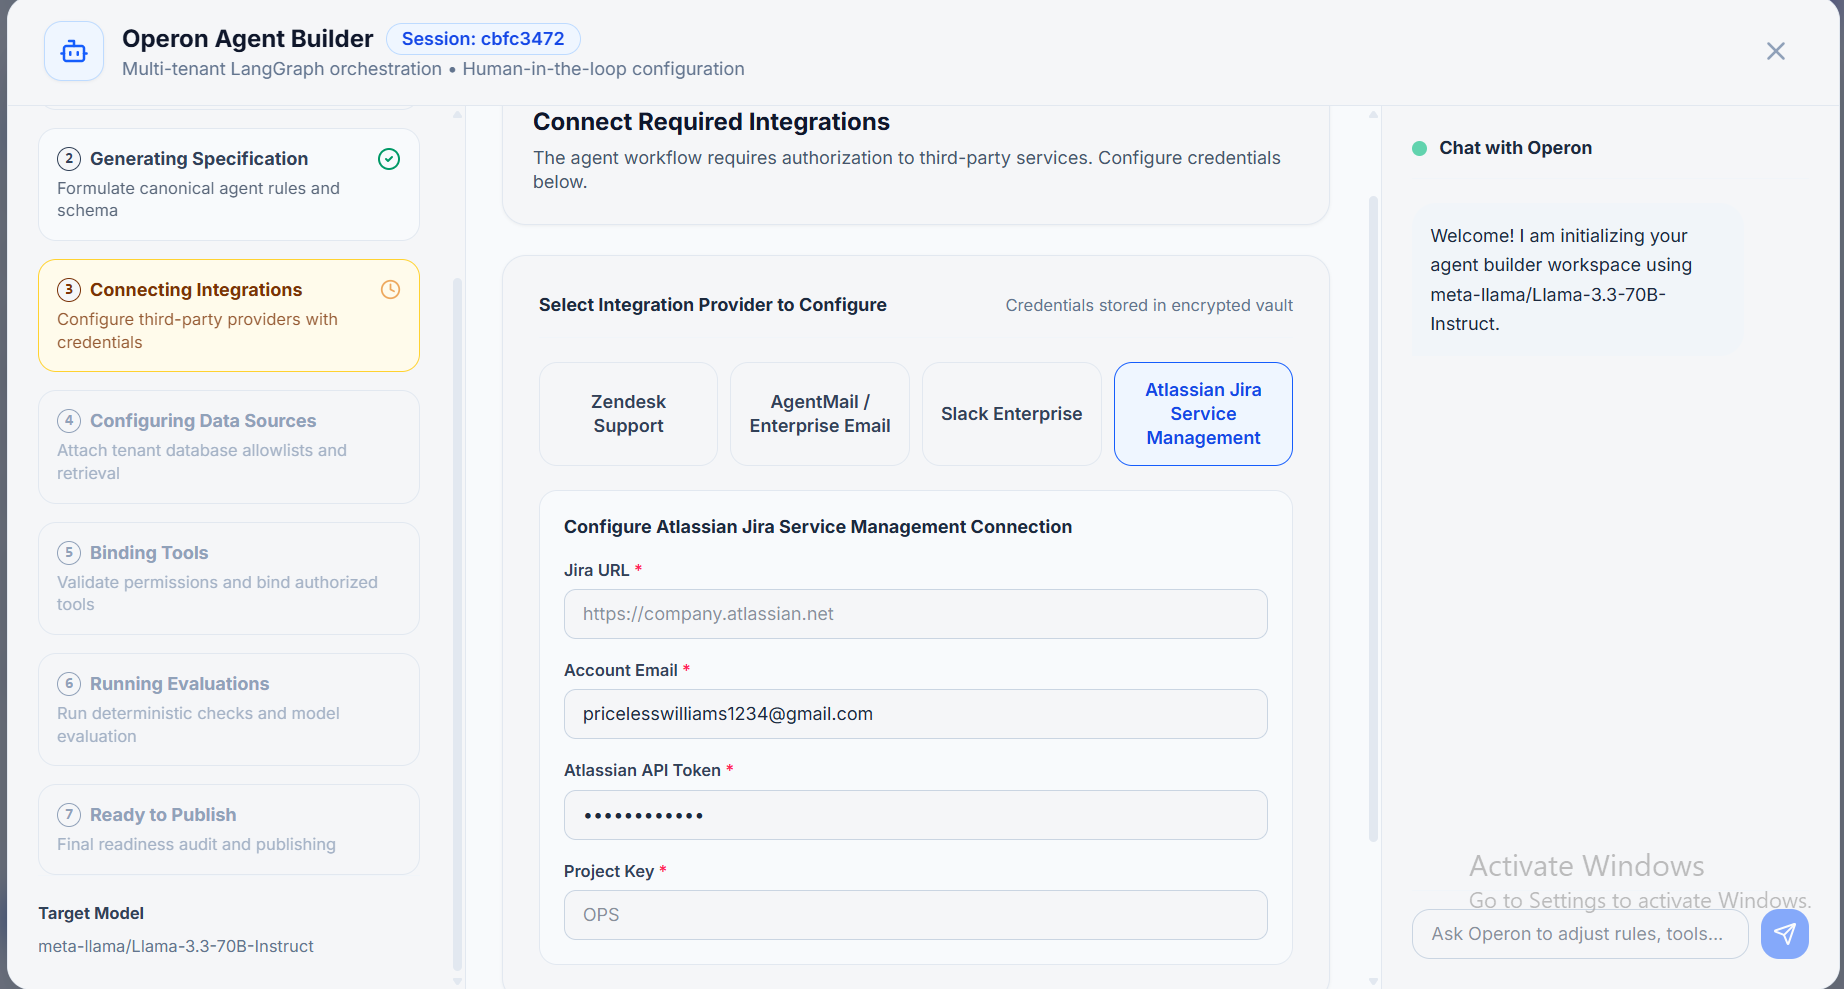 Operon Agent Builder
Session: cbfc3472
Multi-tenant LangGraph orchestration • Human-in-the-loop configuration
2 Generating Specification
Formulate canonical agent rules and
schema
3 Connecting Integrations
Configure third-party providers with
credentials
4 Configuring Data Sources
Attach tenant database allowlists and
retrieval
5 Binding Tools
Validate permissions and bind authorized
tools
6 Running Evaluations
Run deterministic checks and model
evaluation
7 Ready to Publish
Final readiness audit and publishing
Target Model
meta-llama/Llama-3.3-70B-Instruct
Connect Required Integrations
The agent workflow requires authorization to third-party services. Configure credentials
below.
Select Integration Provider to Configure
Credentials stored in encrypted vault
Zendesk
Support
AgentMail /
Enterprise Email
Slack Enterprise
Atlassian Jira
Service
Management
Configure Atlassian Jira Service Management Connection
Jira URL *
https://company.atlassian.net
Account Email *
pricelesswilliams1234@gmail.com
Atlassian API Token *
••••••••••••
Project Key *
OPS
Chat with Operon
Welcome! I am initializing your
agent builder workspace using
meta-llama/Llama-3.3-70B-
Instruct.
Activate Windows
Go to Settings to activate Windows.
Ask Operon to adjust rules, tools...